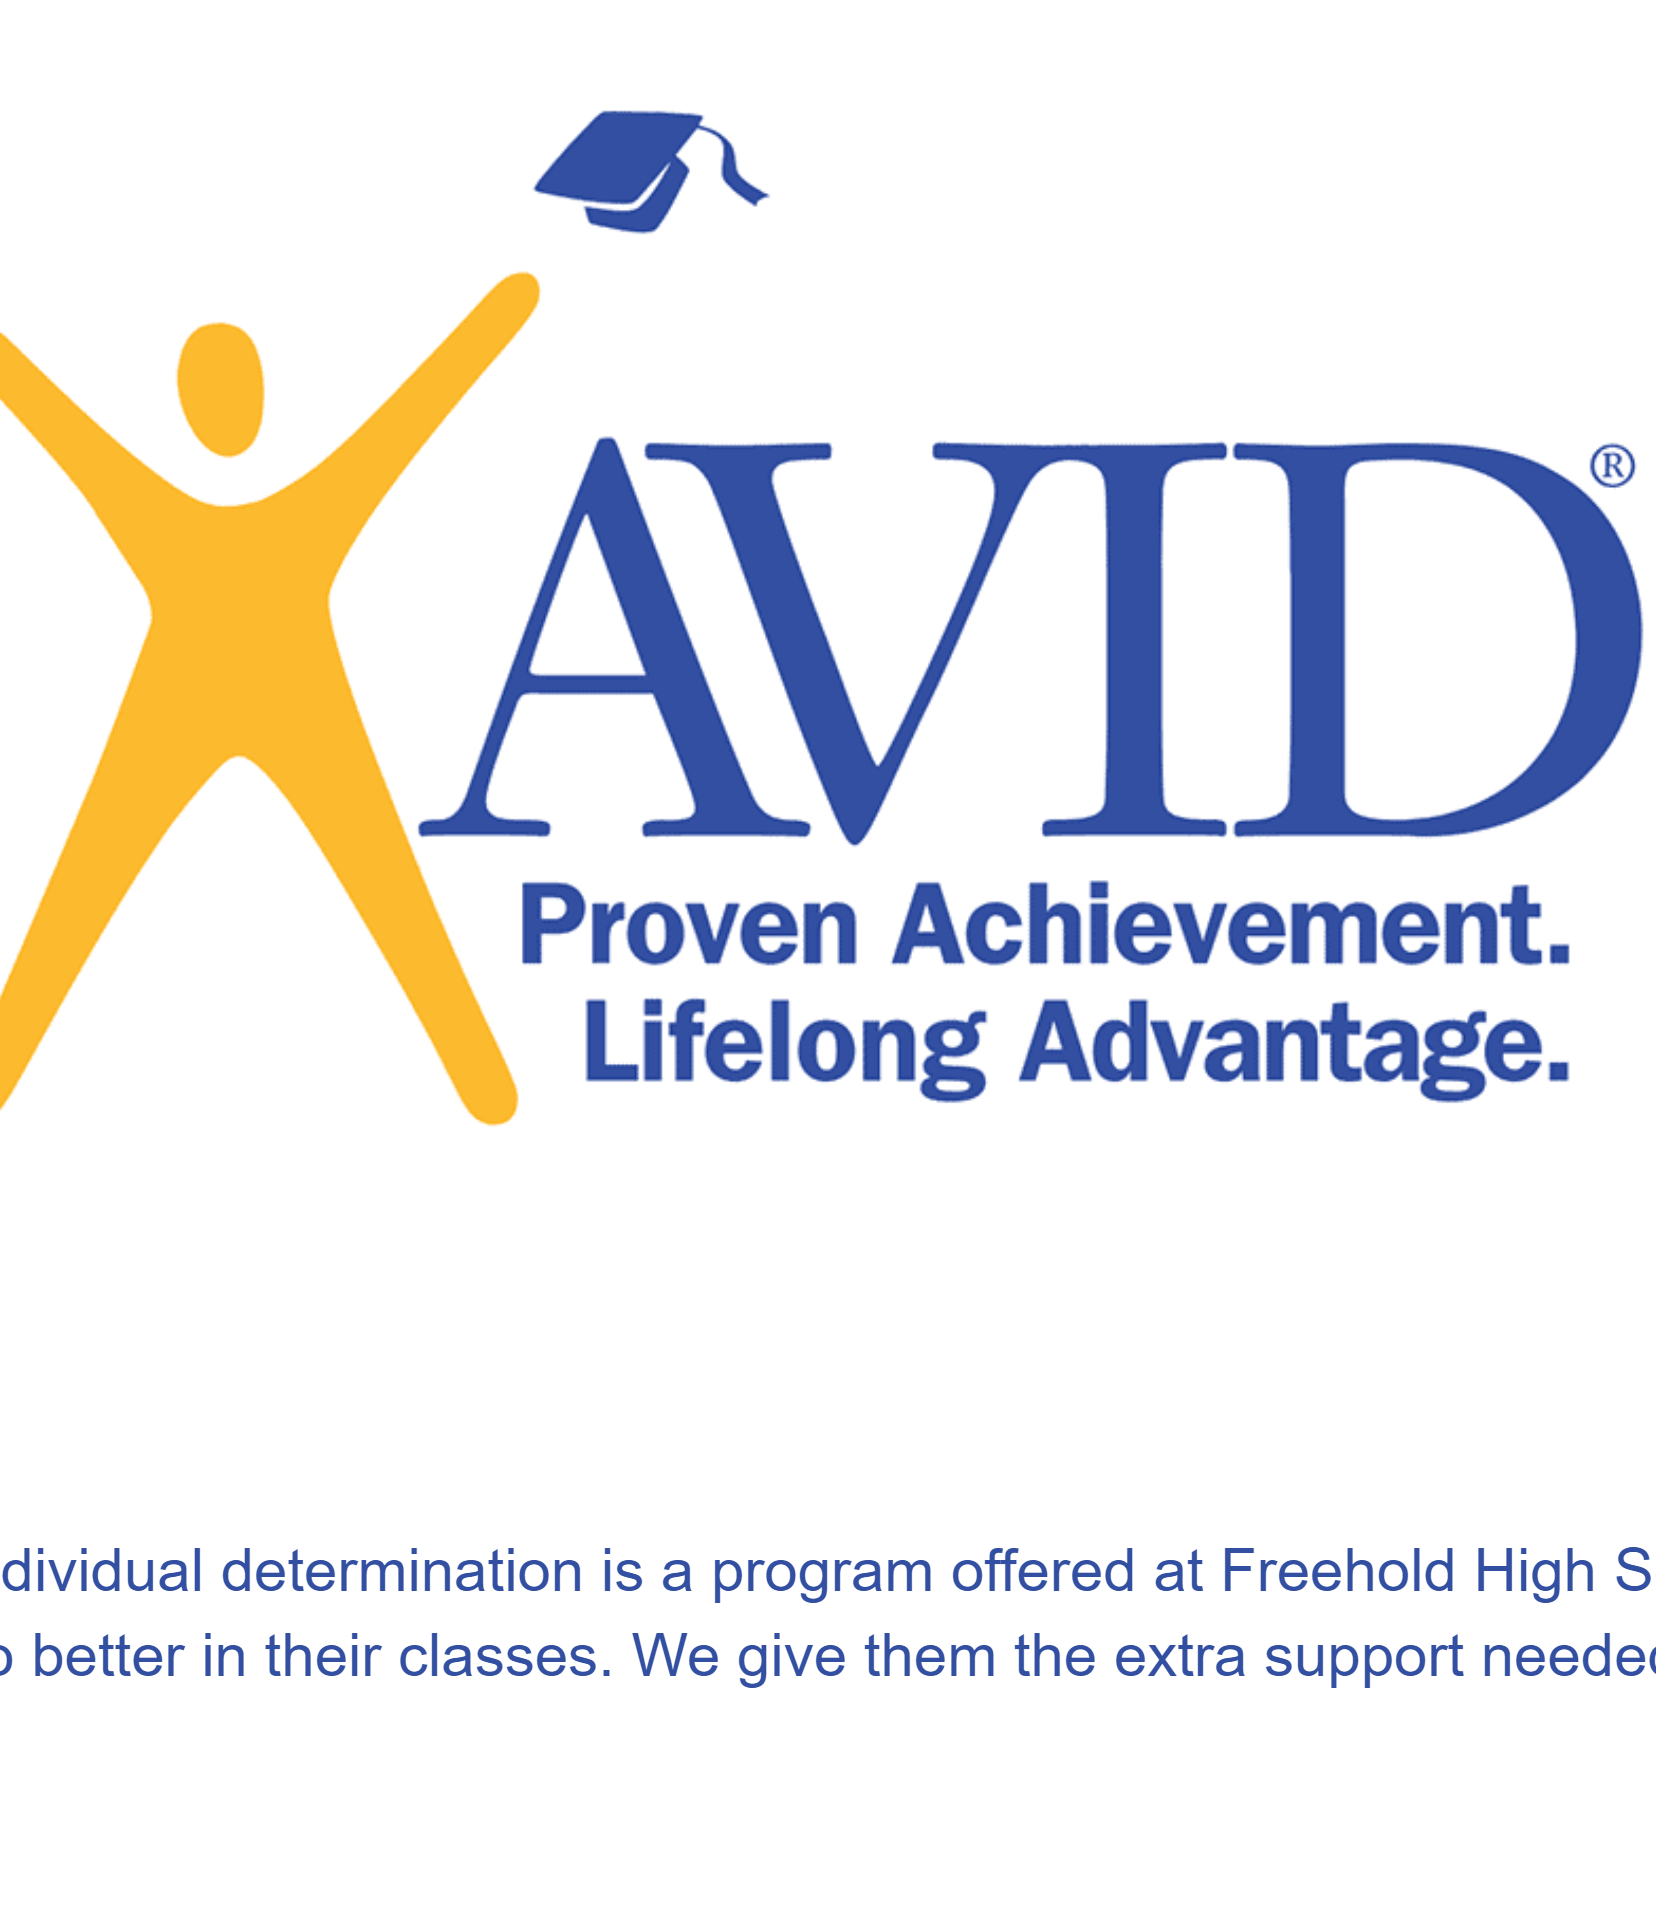 AVID®
Proven Achievement.
Lifelong Advantage.
dividual determination is a program offered at Freehold High S
better in their classes. We give them the extra support needed